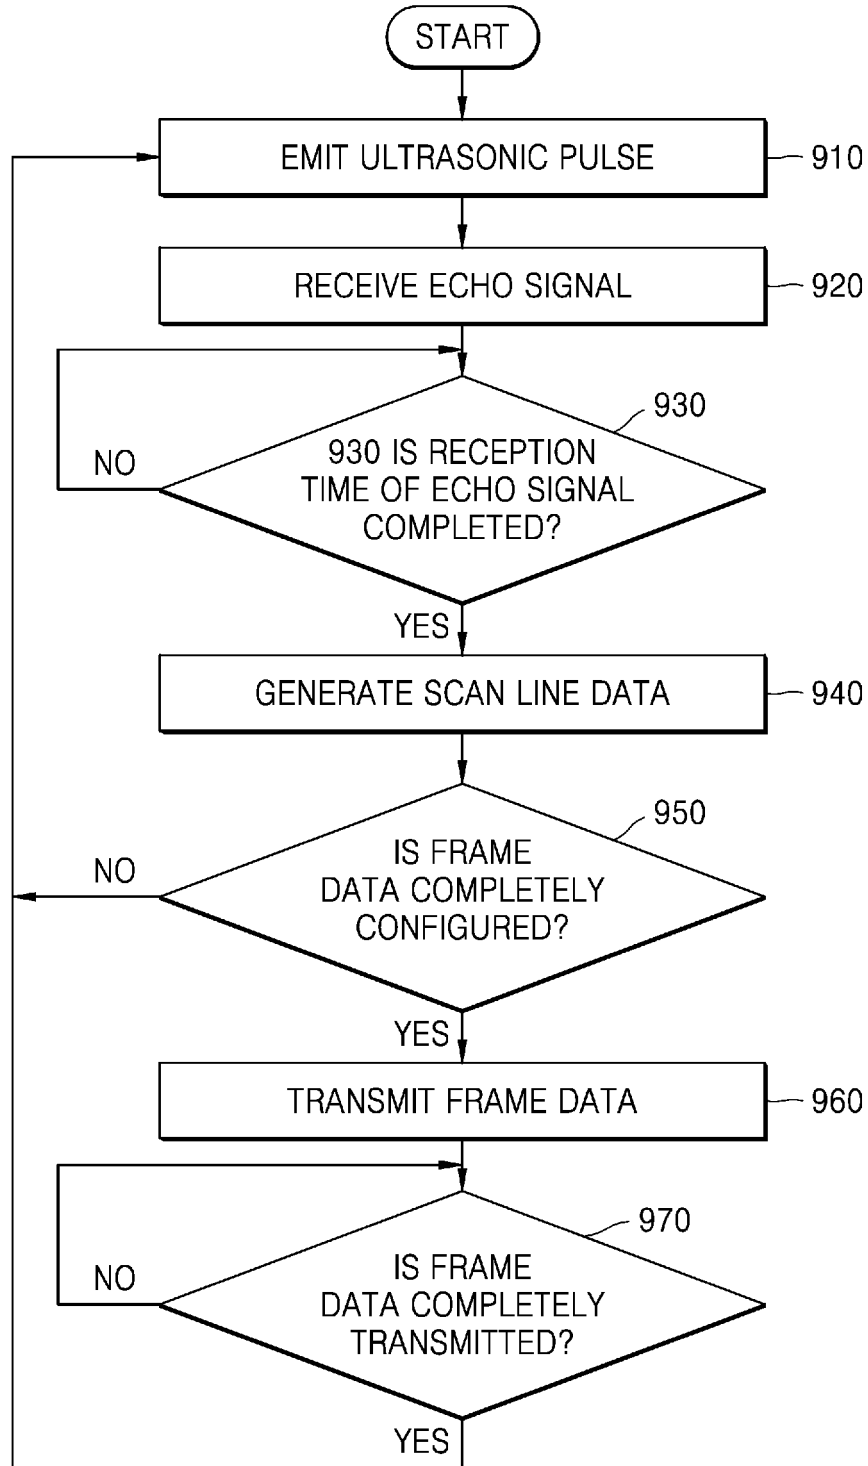 START
EMIT ULTRASONIC PULSE
910
RECEIVE ECHO SIGNAL
920
930
930 IS RECEPTION
TIME OF ECHO SIGNAL
COMPLETED?
NO
YES
GENERATE SCAN LINE DATA
940
950
IS FRAME
DATA COMPLETELY
CONFIGURED?
NO
YES
TRANSMIT FRAME DATA
960
970
IS FRAME
DATA COMPLETELY
TRANSMITTED?
NO
YES